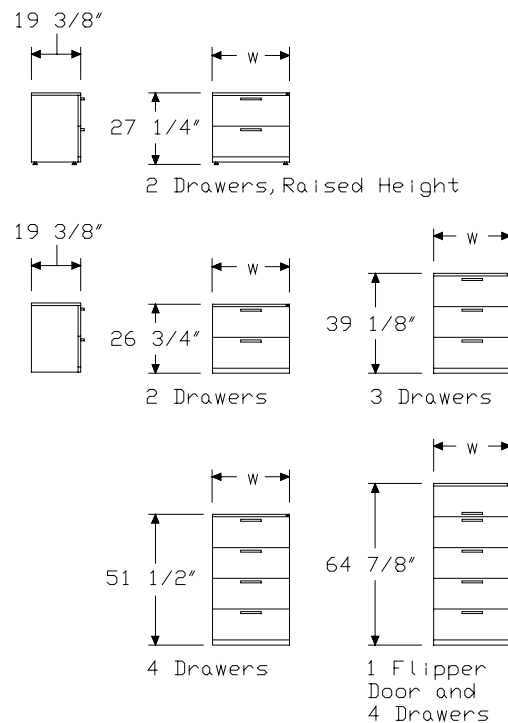 19 3/8"
W
27 1/4"
2 Drawers, Raised Height
19 3/8"
W
26 3/4"
2 Drawers
W
39 1/8"
3 Drawers
W
51 1/2"
4 Drawers
W
64 7/8"
1 Flipper
Door and
4 Drawers